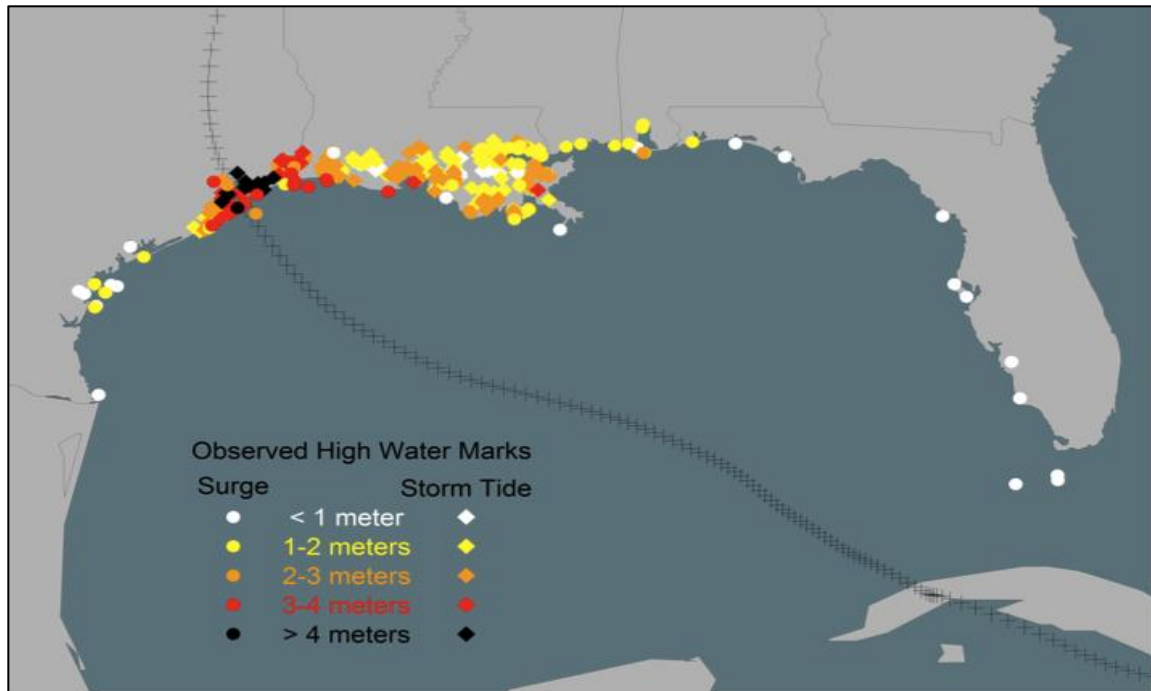 Observed High Water Marks
Surge Storm Tide
< 1 meter
1-2 meters
2-3 meters
3-4 meters
> 4 meters